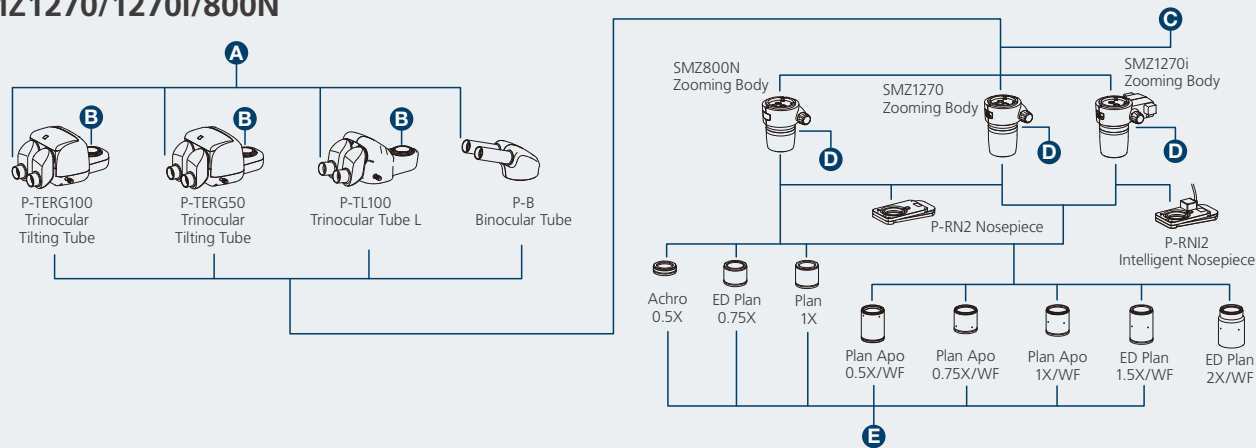 MZ1270/1270i/800N
A
B
B
B
P-TERG100
Trinocular
Tilting Tube
P-TERG50
Trinocular
Tilting Tube
P-TL100
Trinocular Tube L
P-B
Binocular Tube
C
SMZ800N
Zooming Body
SMZ1270
Zooming Body
SMZ1270i
Zooming Body
D
D
D
P-RN2 Nosepiece
P-RNI2
Intelligent Nosepiece
Achro
0.5X
ED Plan
0.75X
Plan
1X
Plan Apo
0.5X/WF
Plan Apo
0.75X/WF
Plan Apo
1X/WF
ED Plan
1.5X/WF
ED Plan
2X/WF
E